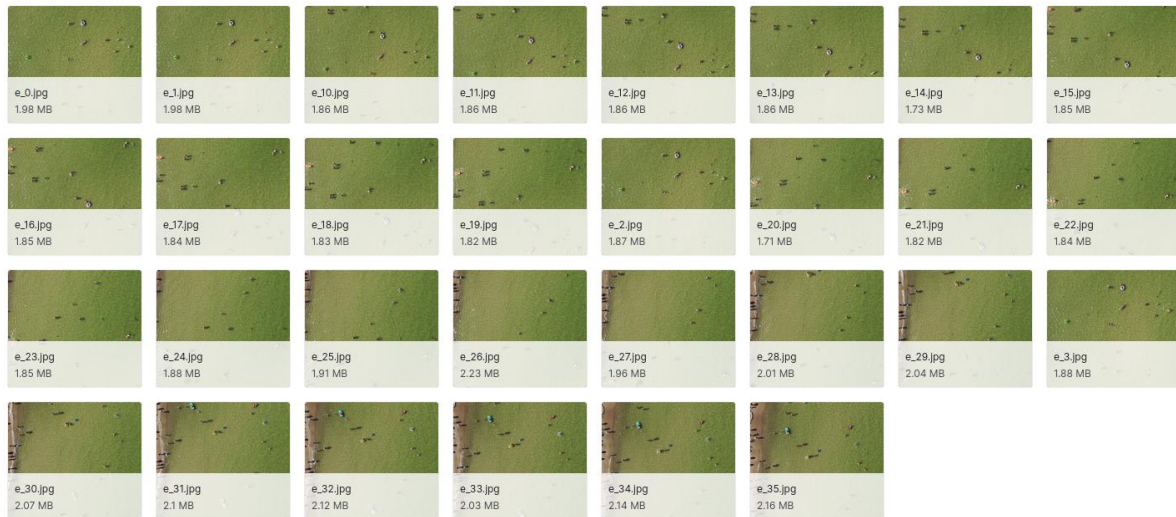 e_0.jpg
1.98 MB
e_1.jpg
1.98 MB
e_10.jpg
1.86 MB
e_11.jpg
1.86 MB
e_12.jpg
1.86 MB
e_13.jpg
1.86 MB
e_14.jpg
1.73 MB
e_15.jpg
1.85 MB
e_16.jpg
1.85 MB
e_17.jpg
1.84 MB
e_18.jpg
1.83 MB
e_19.jpg
1.82 MB
e_2.jpg
1.87 MB
e_20.jpg
1.71 MB
e_21.jpg
1.82 MB
e_22.jpg
1.84 MB
e_23.jpg
1.85 MB
e_24.jpg
1.88 MB
e_25.jpg
1.91 MB
e_26.jpg
2.23 MB
e_27.jpg
1.96 MB
e_28.jpg
2.01 MB
e_29.jpg
2.04 MB
e_3.jpg
1.88 MB
e_30.jpg
2.07 MB
e_31.jpg
2.1 MB
e_32.jpg
2.12 MB
e_33.jpg
2.03 MB
e_34.jpg
2.14 MB
e_35.jpg
2.16 MB